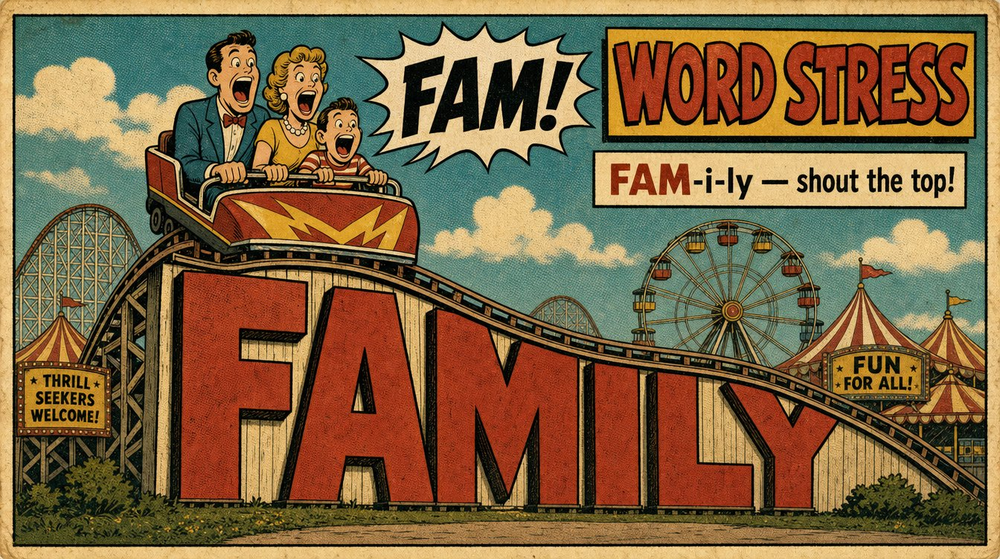 FAM!
WORD STRESS
FAM-i-ly — shout the top!
FAMILY
★ THRILL ★
SEEKERS
WELCOME!
★ FUN ★
★ FOR ALL! ★